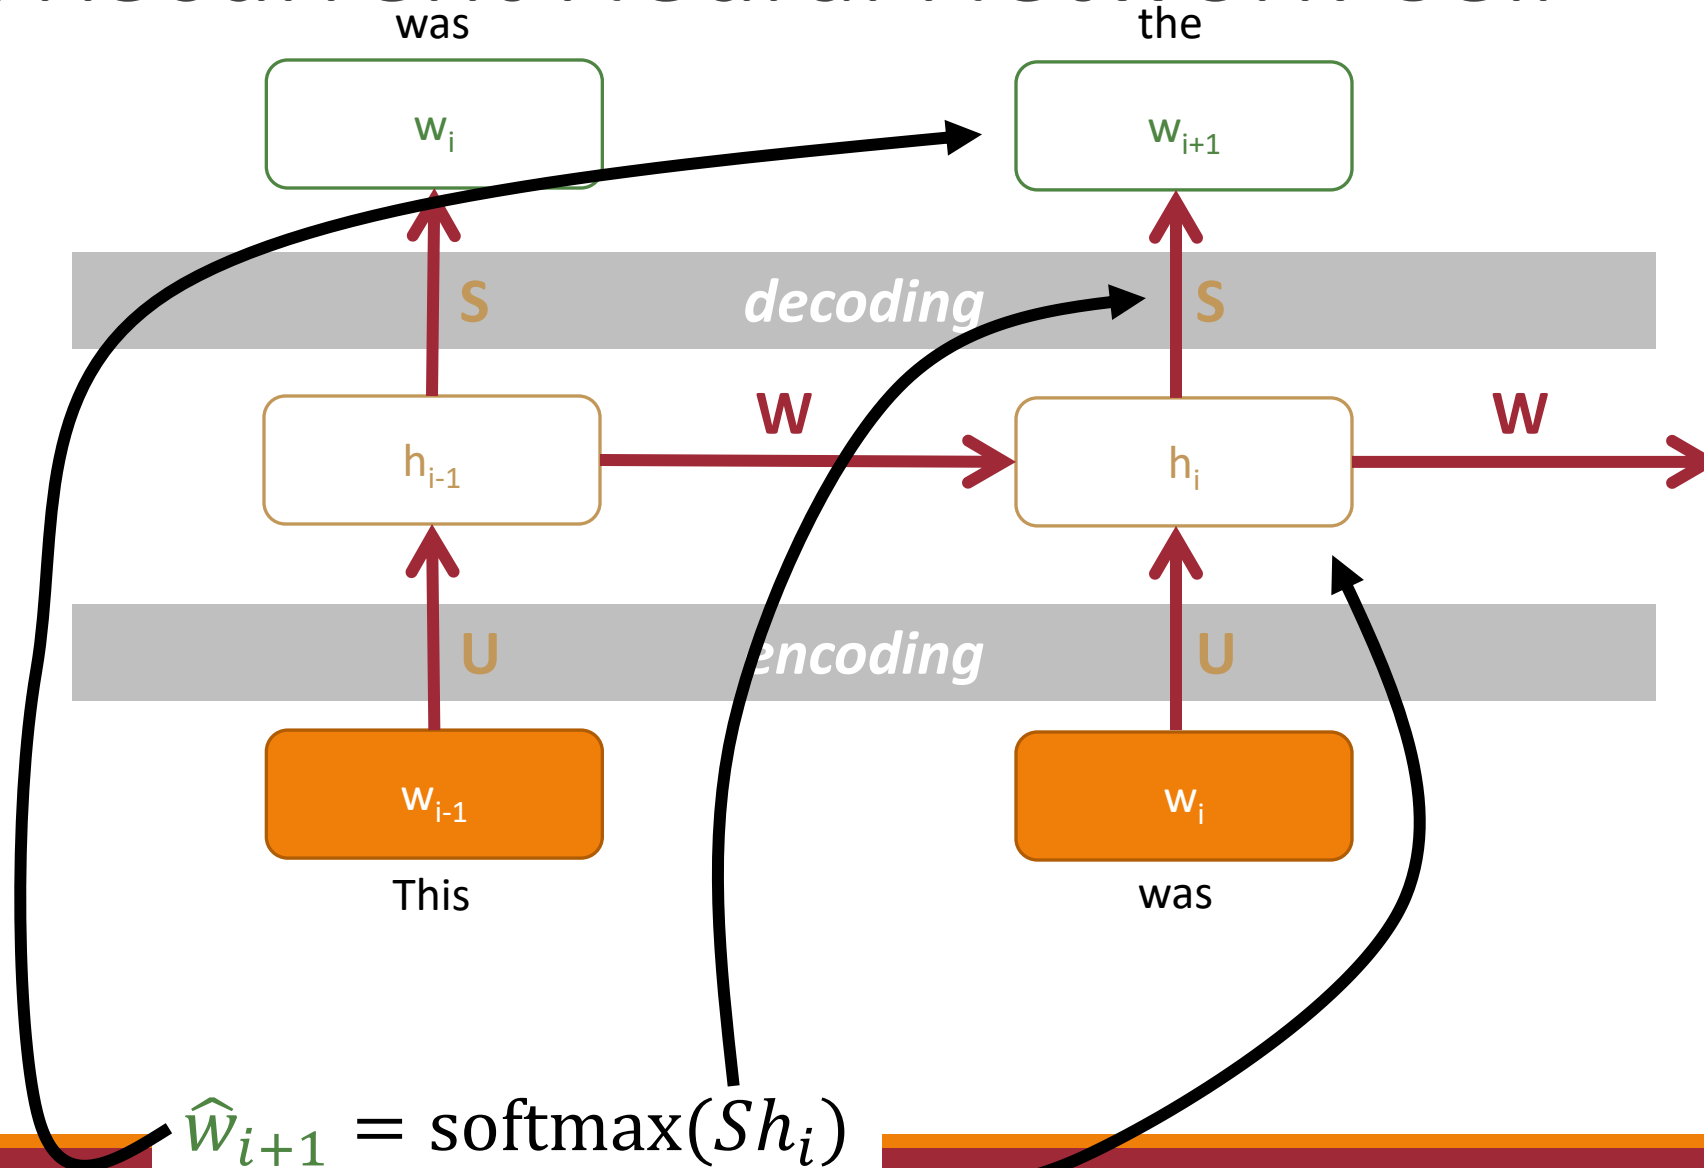 was the
w_i w_{i+1}
S decoding S
W W
h_{i-1} h_i
U encoding U
w_{i-1} w_i
This was
ŵ_{i+1} = softmax(Sh_i)